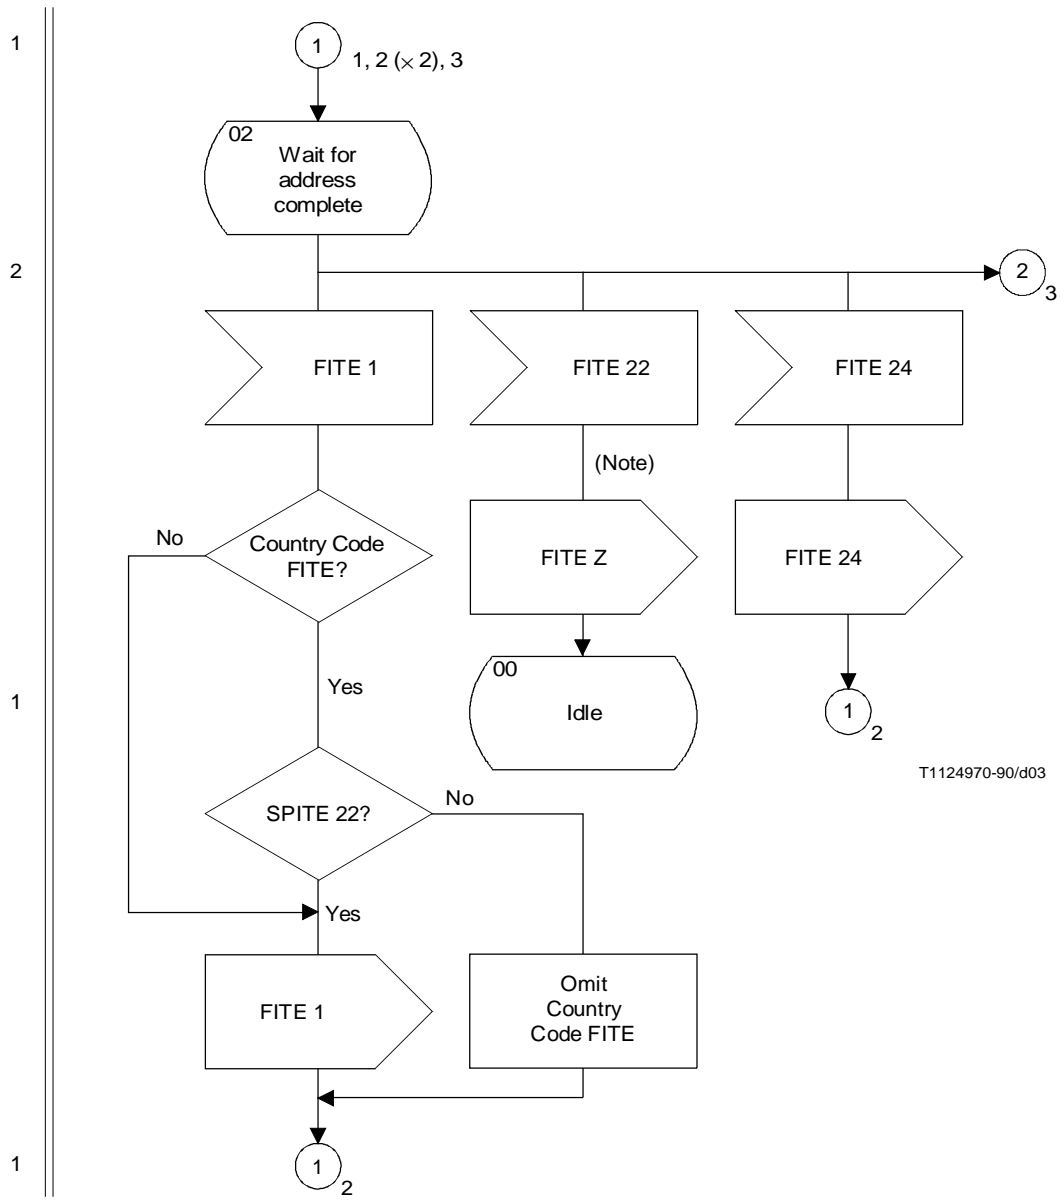 1
1
1, 2 (× 2), 3
02
Wait for
address
complete
2
2
3
FITE 1
FITE 22
FITE 24
(Note)
No
Country Code
FITE?
FITE Z
FITE 24
Yes
00
Idle
1
1
2
T1124970-90/d03
SPITE 22?
No
Yes
FITE 1
Omit
Country
Code FITE
1
1
2